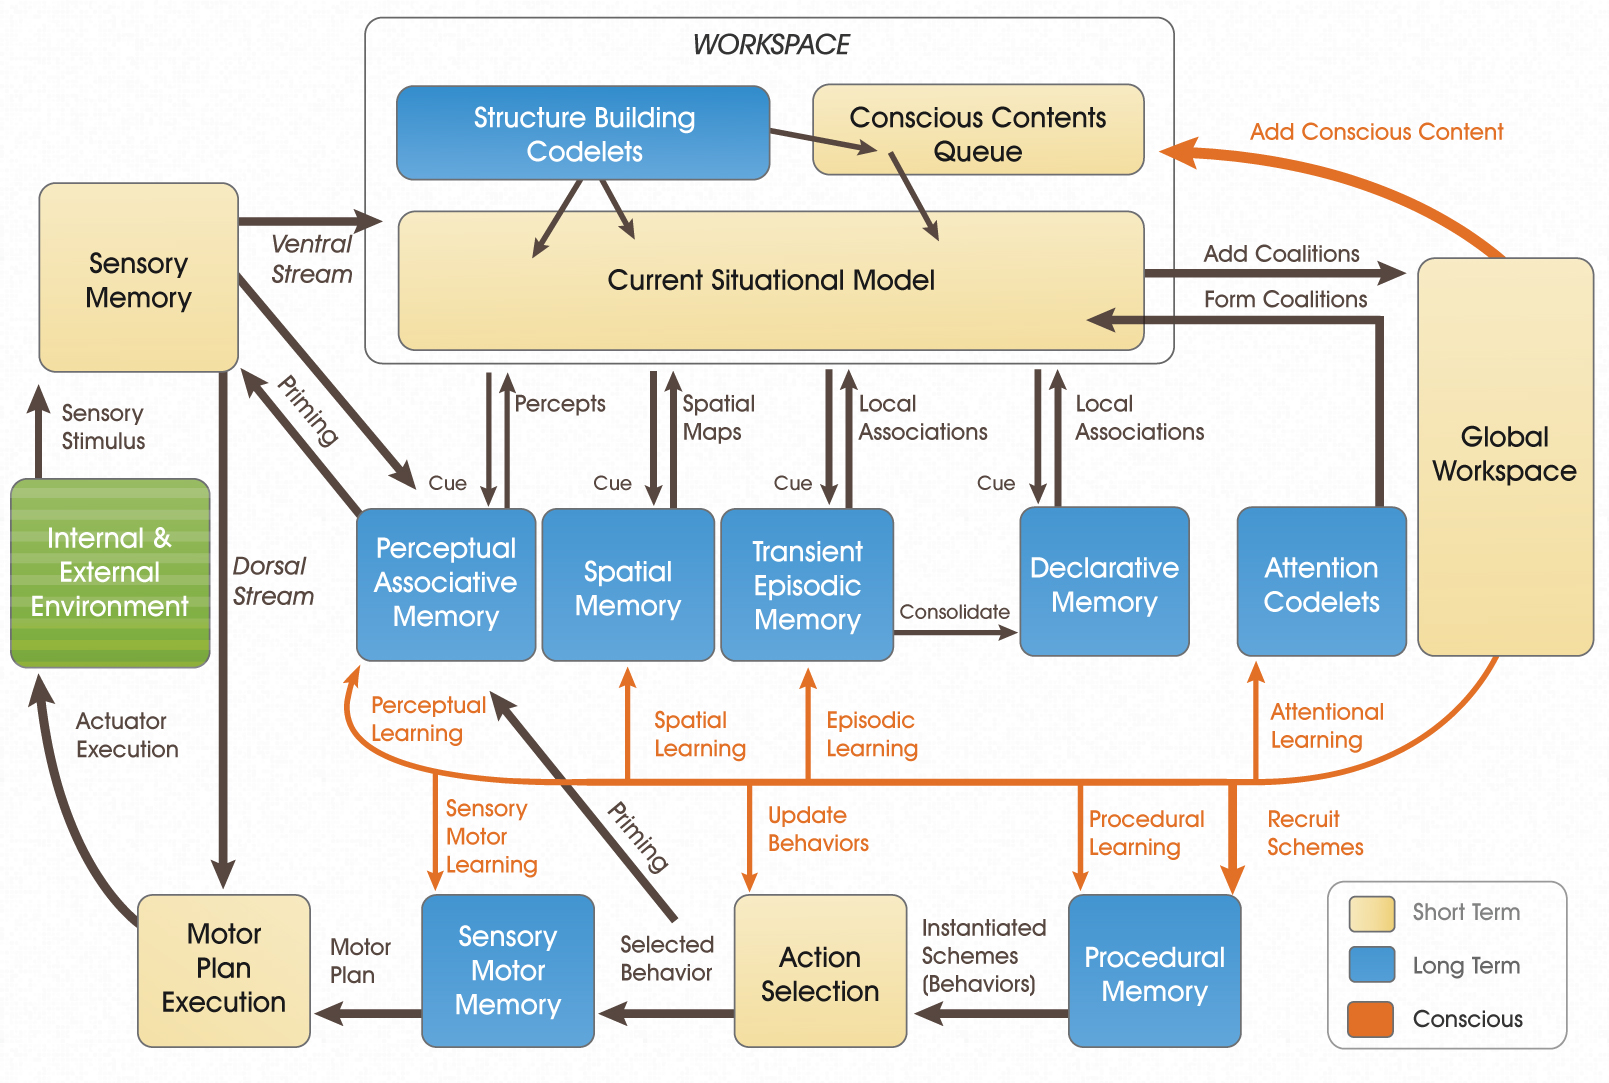 WORKSPACE
Structure Building
Codelets
Conscious Contents
Queue
Add Conscious Content
Sensory
Memory
Ventral
Stream
Current Situational Model
Add Coalitions
Form Coalitions
Global
Workspace
Priming
Sensory
Stimulus
Percepts
Cue
Spatial
Maps
Cue
Local
Associations
Cue
Local
Associations
Cue
Internal &
External
Environment
Dorsal
Stream
Perceptual
Associative
Memory
Spatial
Memory
Transient
Episodic
Memory
Consolidate
Declarative
Memory
Attention
Codelets
Actuator
Execution
Perceptual
Learning
Spatial
Learning
Episodic
Learning
Attentional
Learning
Sensory
Motor
Learning
Priming
Update
Behaviors
Procedural
Learning
Recruit
Schemes
Motor
Plan
Execution
Motor
Plan
Sensory
Motor
Memory
Selected
Behavior
Action
Selection
Instantiated
Schemes
(Behaviors)
Procedural
Memory
Short Term
Long Term
Conscious